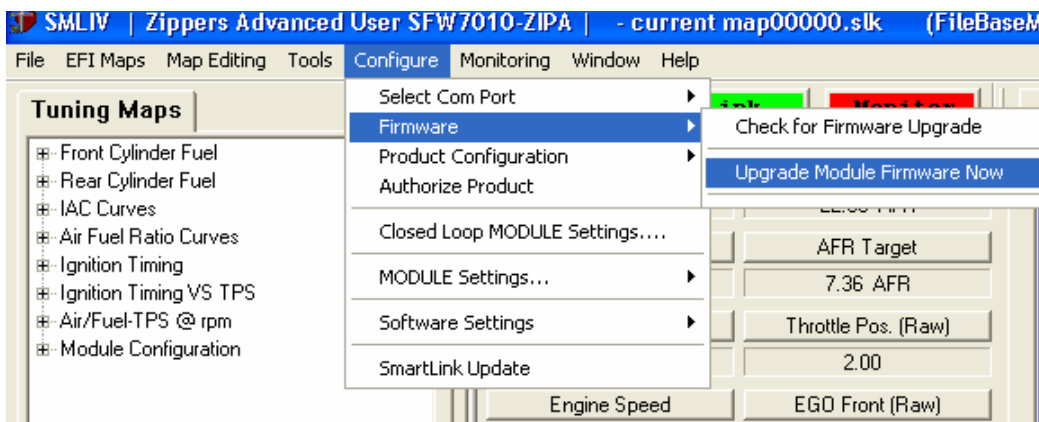 SMLIV | Zippers Advanced User SFW7010-ZIPA | - current map00000.slk (FileBaseM
File EFI Maps Map Editing Tools Configure Monitoring Window Help
Tuning Maps
Front Cylinder Fuel
Rear Cylinder Fuel
IAC Curves
Air Fuel Ratio Curves
Ignition Timing
Ignition Timing VS TPS
Air/Fuel-TPS @ rpm
Module Configuration
Select Com Port
Firmware
Product Configuration
Authorize Product
Closed Loop MODULE Settings....
MODULE Settings...
Software Settings
SmartLink Update
Monitor
Check for Firmware Upgrade
Upgrade Module Firmware Now
AFR Target
7.36 AFR
Throttle Pos. (Raw)
2.00
Engine Speed
EGO Front (Raw)